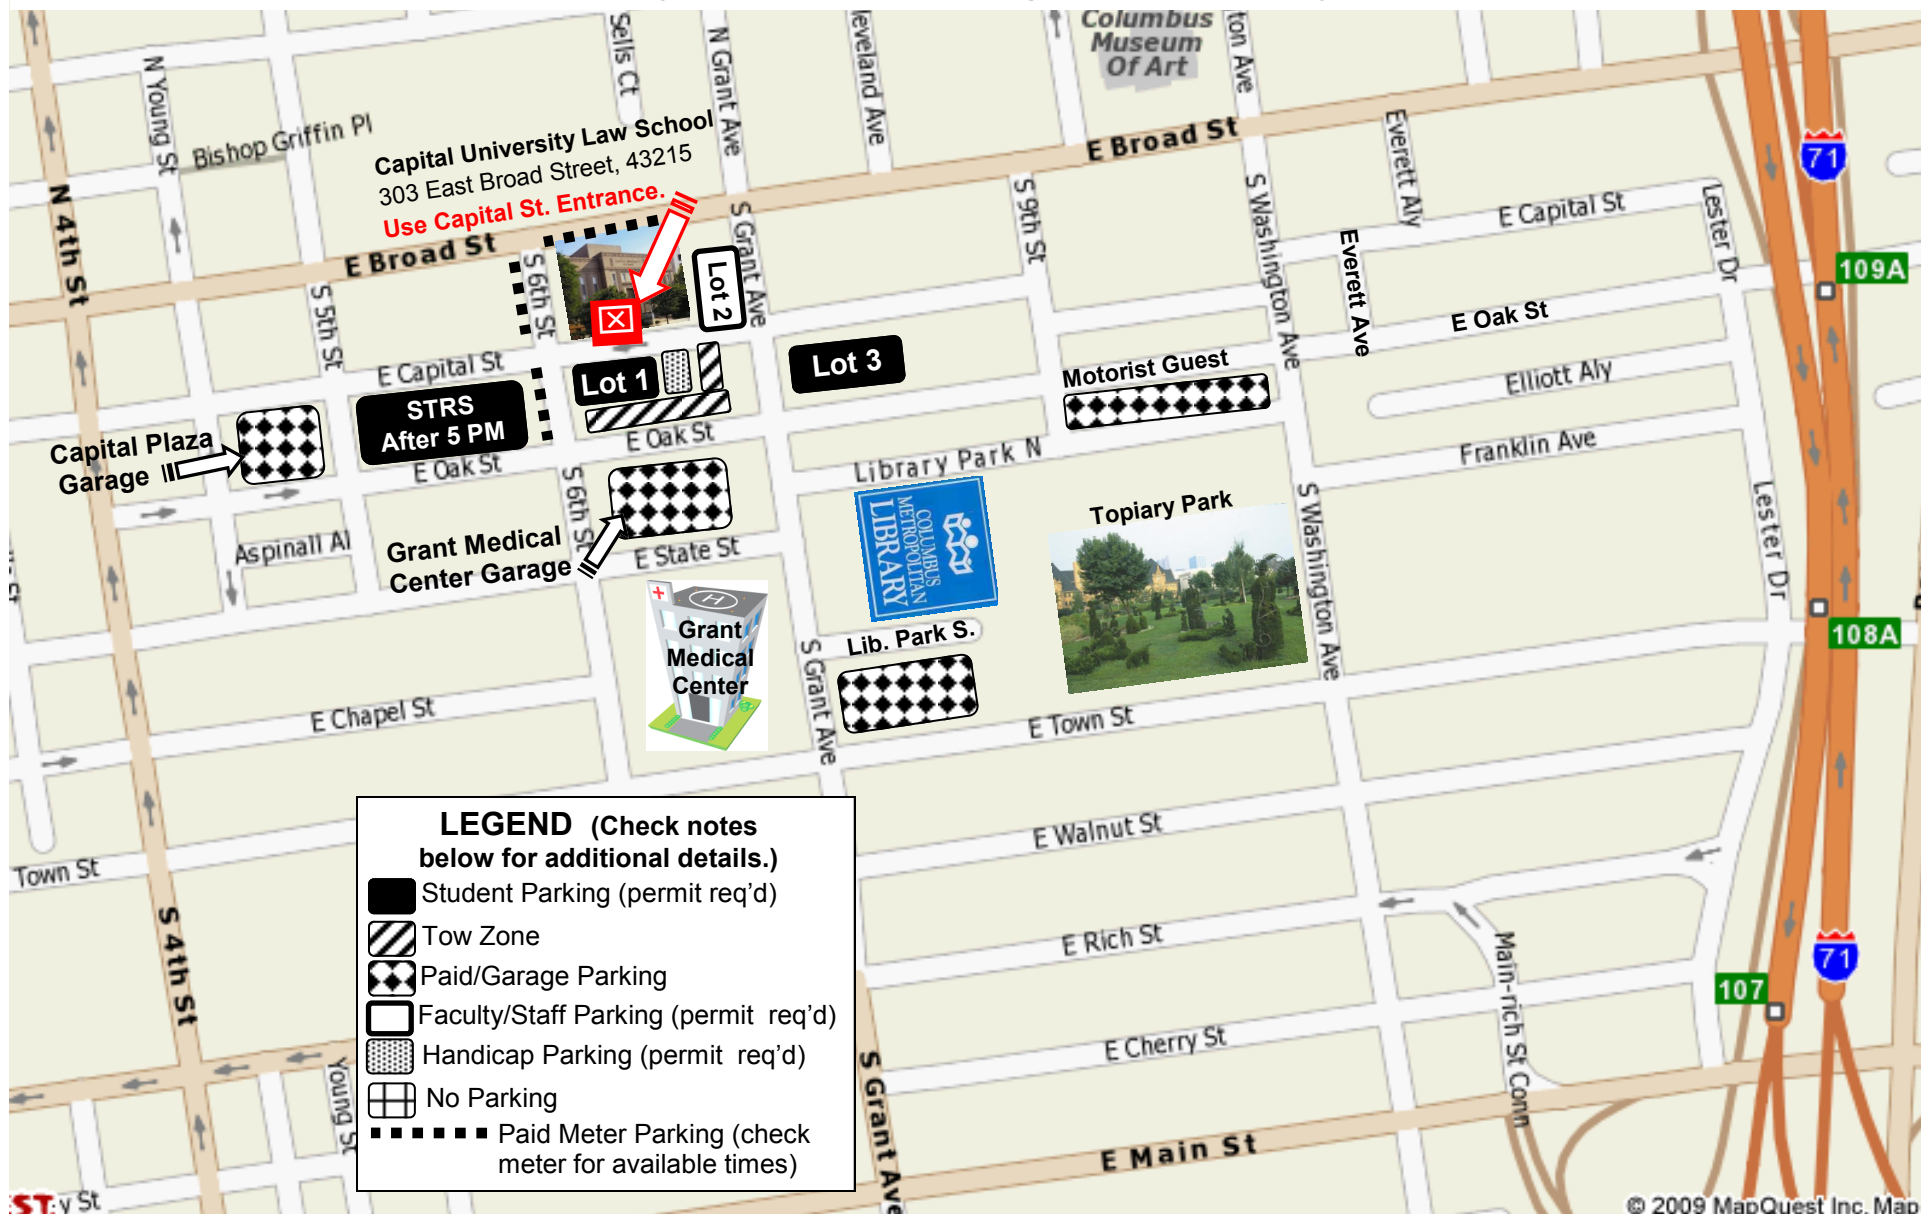 Columbus
Museum
Of Art
Sells Ct
N Grant Ave
N Young St
Bishop Griffin Pl
Capital University Law School
303 East Broad Street, 43215
Use Capital St. Entrance.
E Broad St
E Broad St
Everett Aly
71
N 4th St
S 5th St
S 6th St
S Grant Ave
S 9th St
S Washington Ave
E Capital St
Lester Dr
109A
Lot 2
Everett Ave
E Oak St
E Capital St
Lot 1
Lot 3
Motorist Guest
Elliott Aly
STRS
After 5 PM
Capital Plaza
Garage
E Oak St
E Oak St
Library Park N
Franklin Ave
S 6th St
COLUMBUS
METROPOLITAN
LIBRARY
Topiary Park
S Washington Ave
Lester Dr
Aspinall Al
Grant Medical
Center Garage
E State St
H
Grant
Medical
Center
Lib. Park S.
S Grant Ave
108A
E Chapel St
E Town St
E Walnut St
Town St
S 4th St
E Rich St
Main-rich St Conn
71
107
E Cherry St
Young St
S Grant Ave
E Main St
LEGEND (Check notes
below for additional details.)
Student Parking (permit req'd)
Tow Zone
Paid/Garage Parking
Faculty/Staff Parking (permit req'd)
Handicap Parking (permit req'd)
No Parking
Paid Meter Parking (check
meter for available times)
y St
© 2009 MapQuest Inc. Map